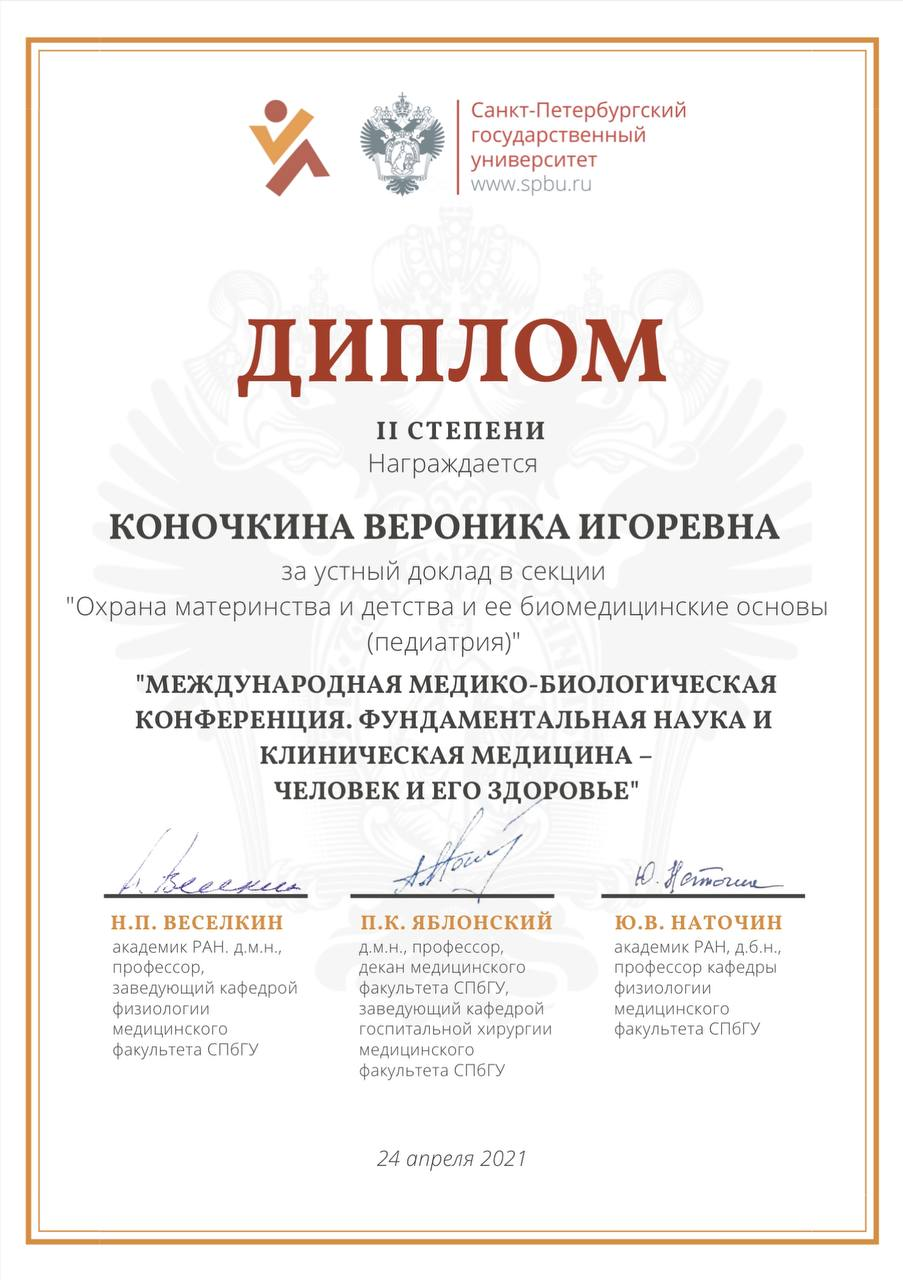 Санкт-Петербургский
государственный
университет
www.spbu.ru
ДИПЛОМ
II СТЕПЕНИ
Награждается
КОНОЧКИНА ВЕРОНИКА ИГОРЕВНА
за устный доклад в секции
"Охрана материнства и детства и ее биомедицинские основы
(педиатрия)"
"МЕЖДУНАРОДНАЯ МЕДИКО-БИОЛОГИЧЕСКАЯ
КОНФЕРЕНЦИЯ. ФУНДАМЕНТАЛЬНАЯ НАУКА И
КЛИНИЧЕСКАЯ МЕДИЦИНА –
ЧЕЛОВЕК И ЕГО ЗДОРОВЬЕ"
Н.П. ВЕСЕЛКИН
академик РАН. д.м.н.,
профессор,
заведующий кафедрой
физиологии
медицинского
факультета СПбГУ
П.К. ЯБЛОНСКИЙ
д.м.н., профессор,
декан медицинского
факультета СПбГУ,
заведующий кафедрой
госпитальной хирургии
медицинского
факультета СПбГУ
Ю.В. НАТОЧИН
академик РАН, д.б.н.,
профессор кафедры
физиологии
медицинского
факультета СПбГУ
24 апреля 2021